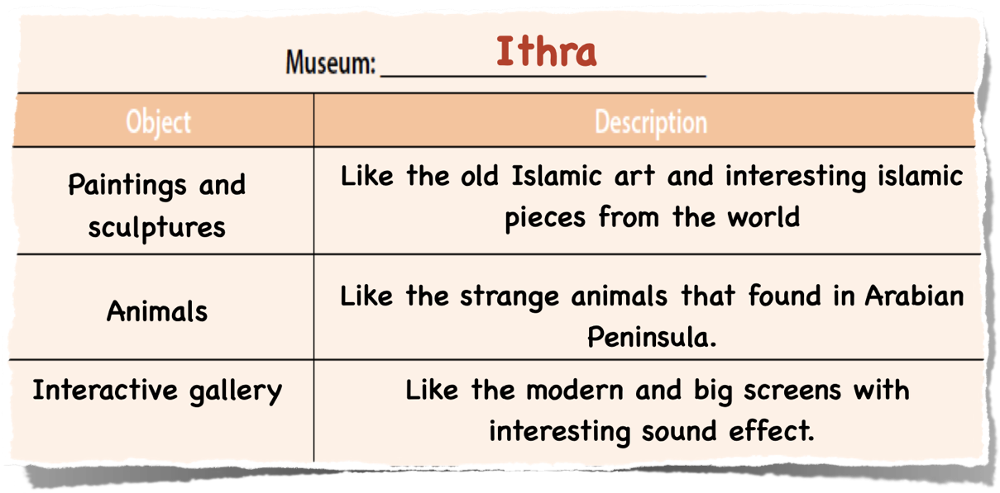 Museum: Ithra
Object Description
Paintings and
sculptures
Like the old Islamic art and interesting islamic
pieces from the world
Animals
Like the strange animals that found in Arabian
Peninsula.
Interactive gallery
Like the modern and big screens with
interesting sound effect.